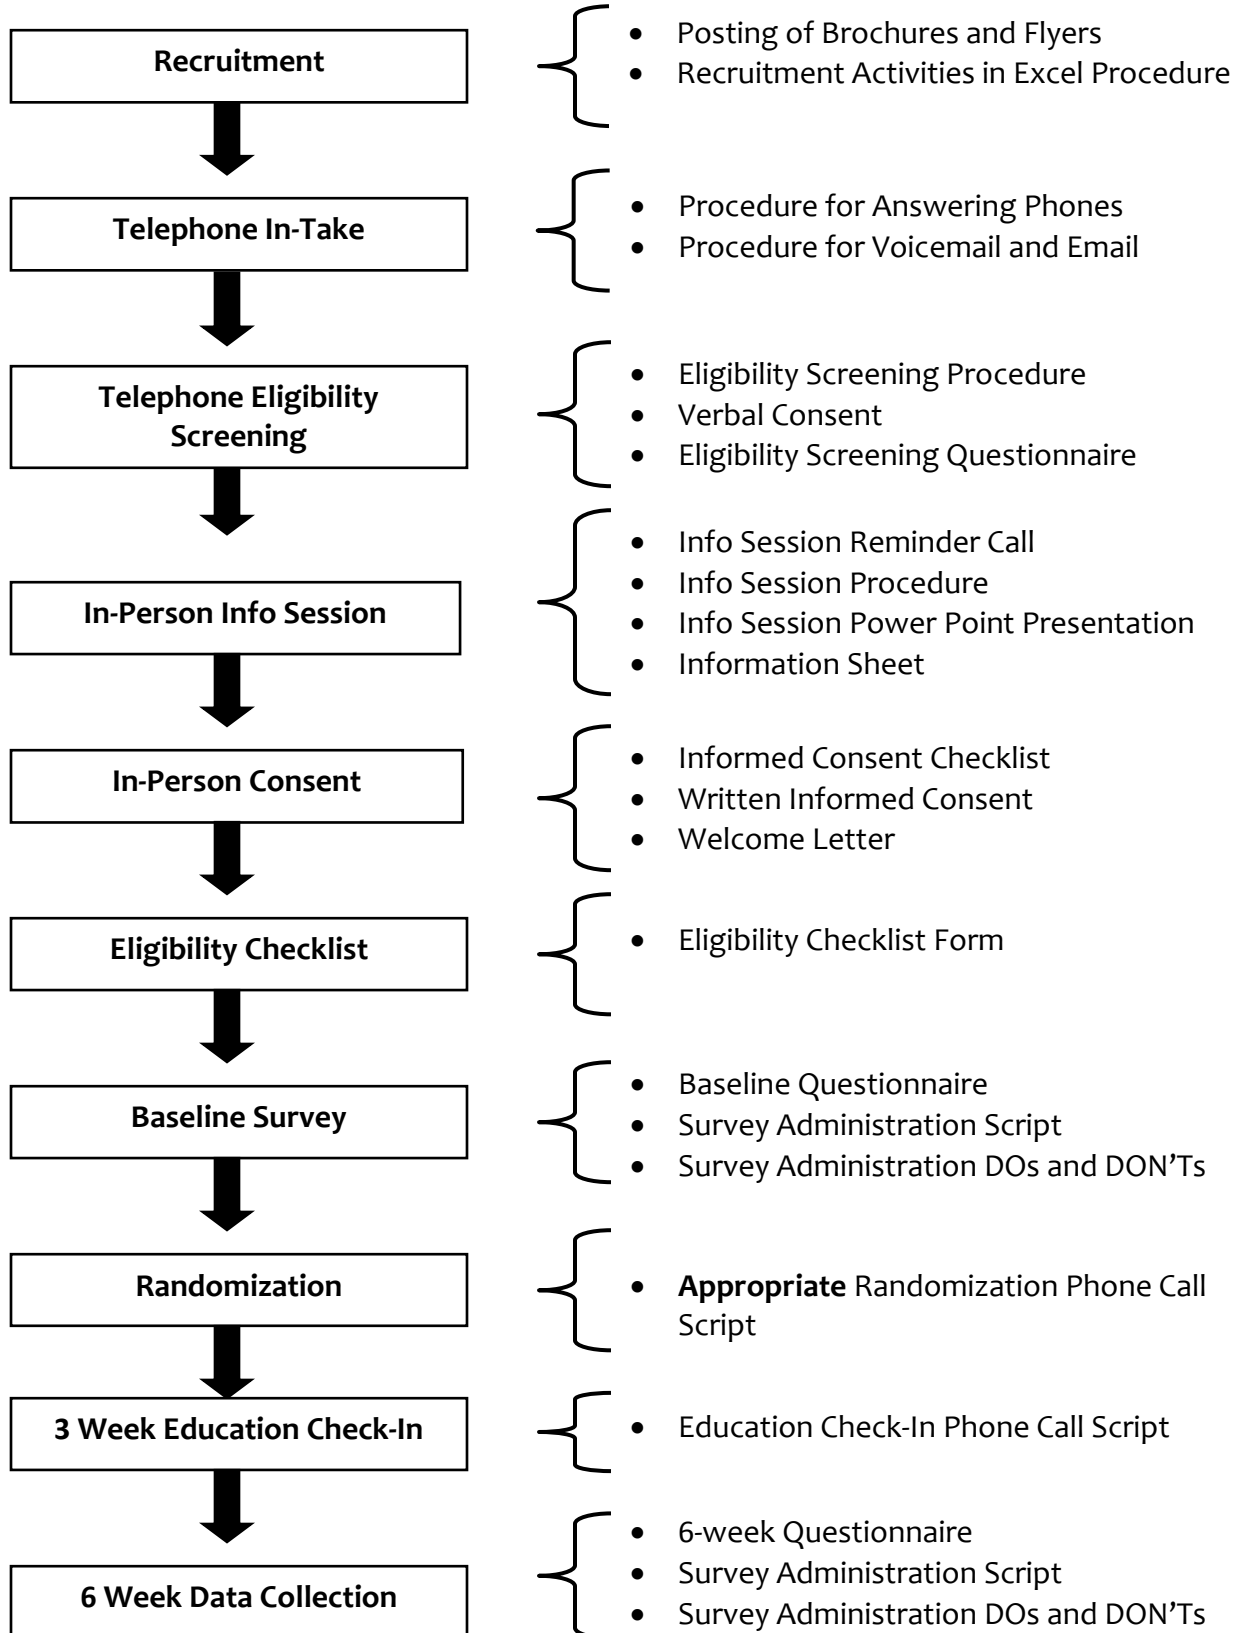 Recruitment
• Posting of Brochures and Flyers
• Recruitment Activities in Excel Procedure
Telephone In-Take
• Procedure for Answering Phones
• Procedure for Voicemail and Email
Telephone Eligibility
Screening
• Eligibility Screening Procedure
• Verbal Consent
• Eligibility Screening Questionnaire
In-Person Info Session
• Info Session Reminder Call
• Info Session Procedure
• Info Session Power Point Presentation
• Information Sheet
In-Person Consent
• Informed Consent Checklist
• Written Informed Consent
• Welcome Letter
Eligibility Checklist
• Eligibility Checklist Form
Baseline Survey
• Baseline Questionnaire
• Survey Administration Script
• Survey Administration DOs and DON’Ts
Randomization
• Appropriate Randomization Phone Call
Script
3 Week Education Check-In
• Education Check-In Phone Call Script
6 Week Data Collection
• 6-week Questionnaire
• Survey Administration Script
• Survey Administration DOs and DON’Ts